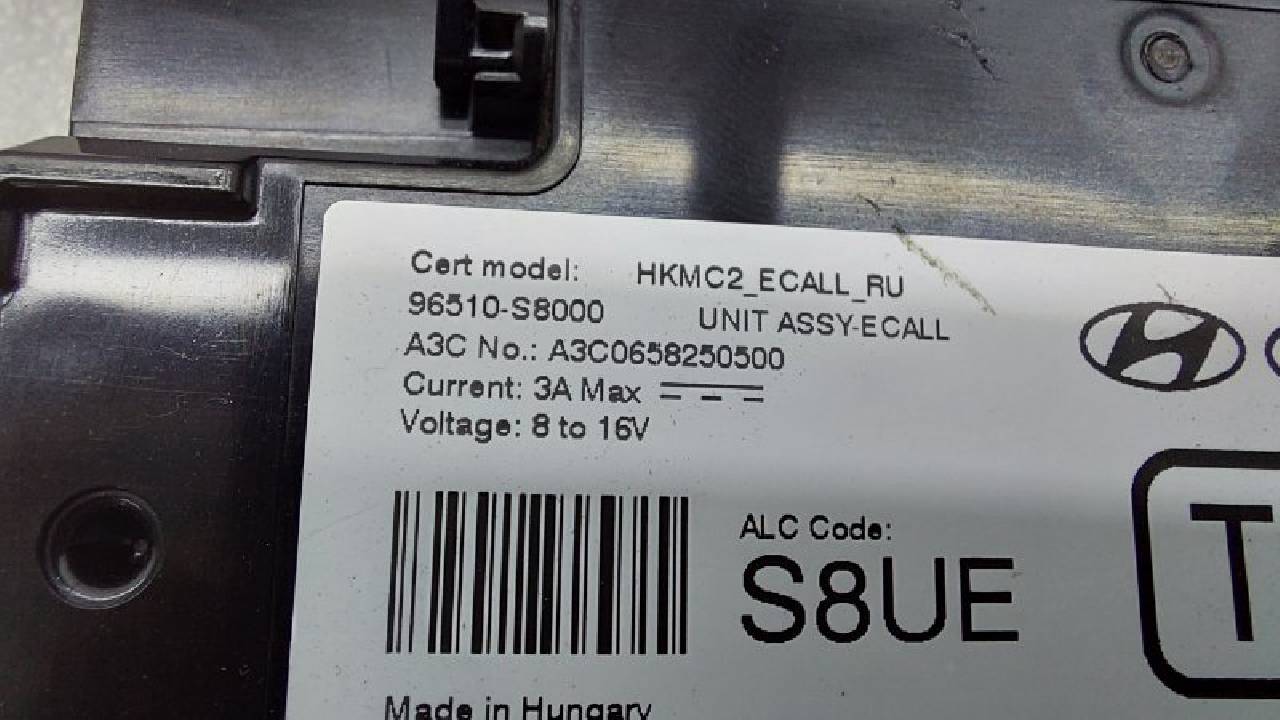 Cert model: HKMC2_ECALL_RU
96510-S8000 UNIT ASSY-ECALL
A3C No.: A3C0658250500
Current: 3A Max
Voltage: 8 to 16V
ALC Code:
S8UE
T
Made in Hungary